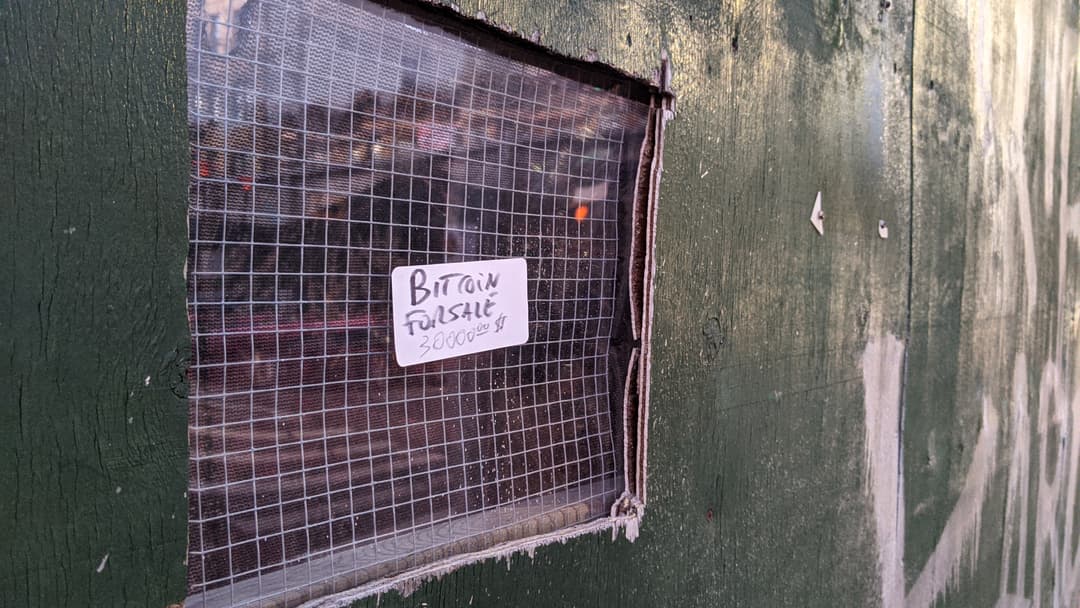 BITCOIN
FORSALE
30000⁰⁰ $